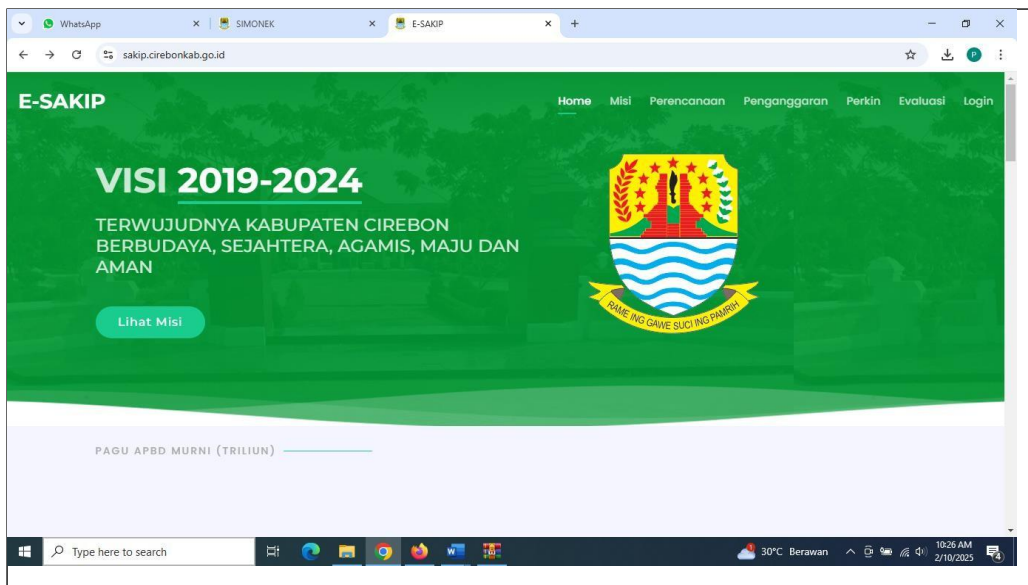 WhatsApp
SIMONEK
E-SAKIP
sakip.cirebonkab.go.id
P
E-SAKIP
Home Misi Perencanaan Penganggaran Perkin Evaluasi Login
VISI 2019-2024
TERWUJUDNYA KABUPATEN CIREBON
BERBUDAYA, SEJAHTERA, AGAMIS, MAJU DAN
AMAN
Lihat Misi
RAME ING GAWE SUCI ING PAMRIH
PAGU APBD MURNI (TRILIUN)
Type here to search
30°C Berawan
10:26 AM
2/10/2025
4